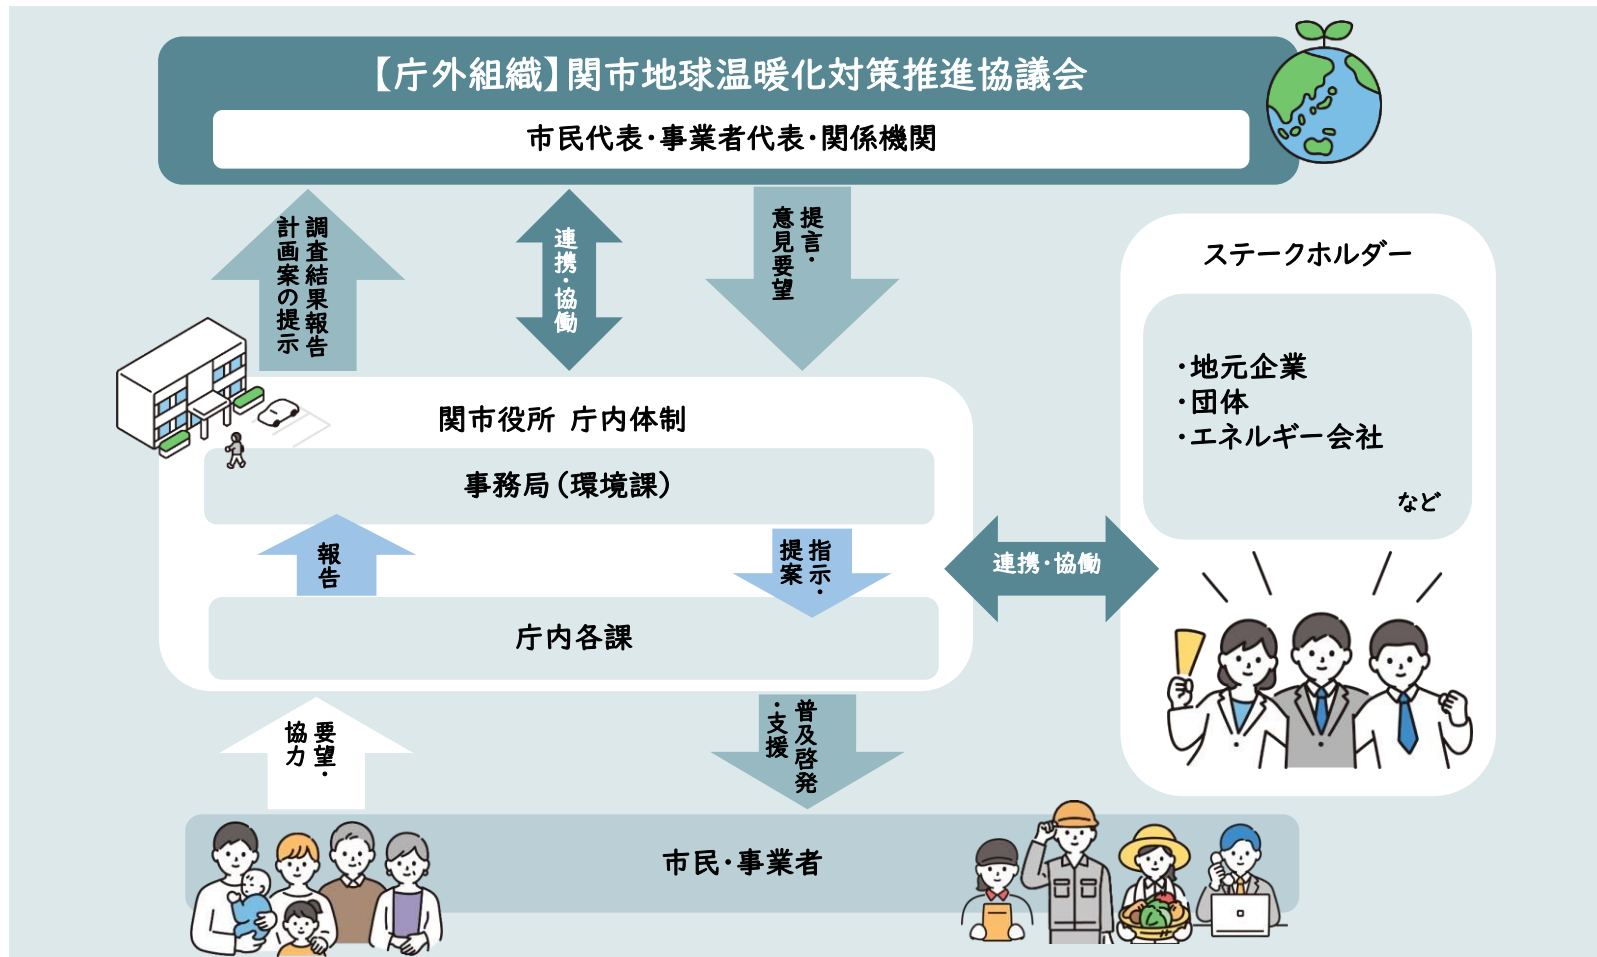 【庁外組織】関市地球温暖化対策推進協議会
市民代表・事業者代表・関係機関
調査結果報告
計画案の提示
連携・協働
提言・
意見要望
ステークホルダー
・地元企業
・団体
・エネルギー会社
など
関市役所 庁内体制
事務局（環境課）
報告
指示・
提案
連携・協働
庁内各課
要望・
協力
普及啓発
・支援
市民・事業者